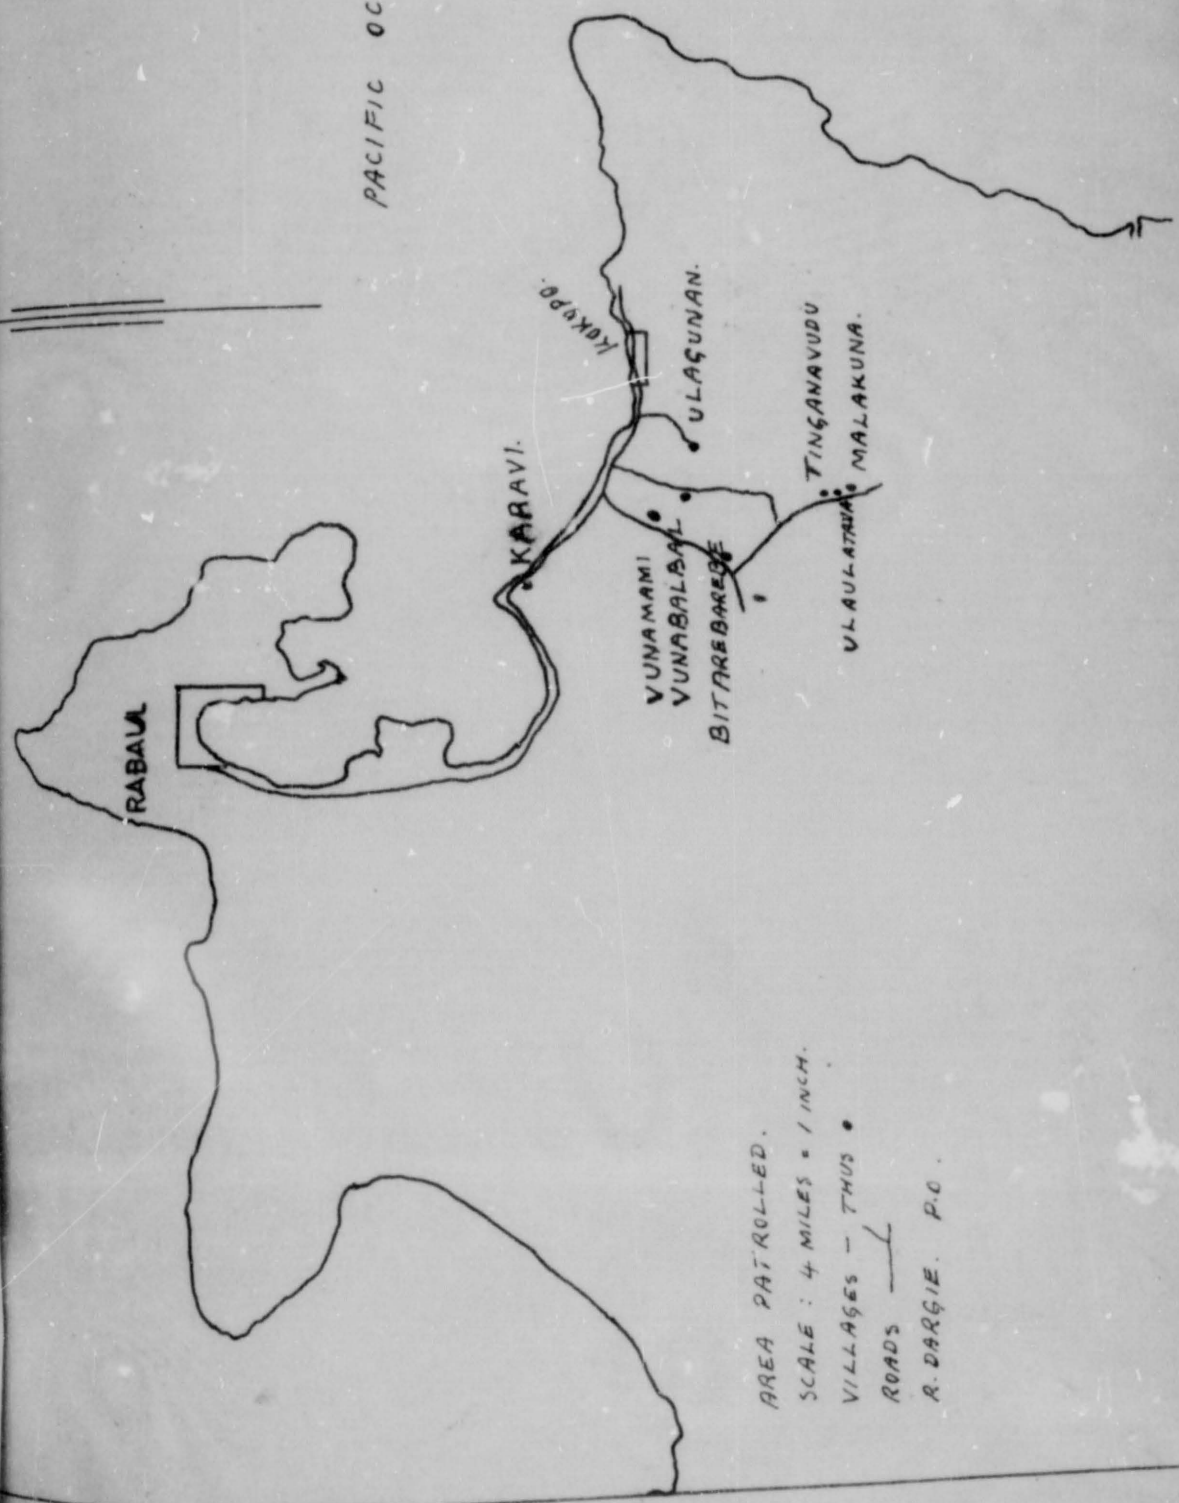 PACIFIC OC
RABAUL
KARAVI.
KOKOPO.
ULAGUNAN.
VUNAMAMI
VUNABALBAL
BITAREBAREBE
TINGANAVUDU
MALAKUNA.
ULAULATAVA
AREA PATROLLED.
SCALE : 4 MILES = 1 INCH.
VILLAGES - THUS •
ROADS
R. DARGIE. P.O.